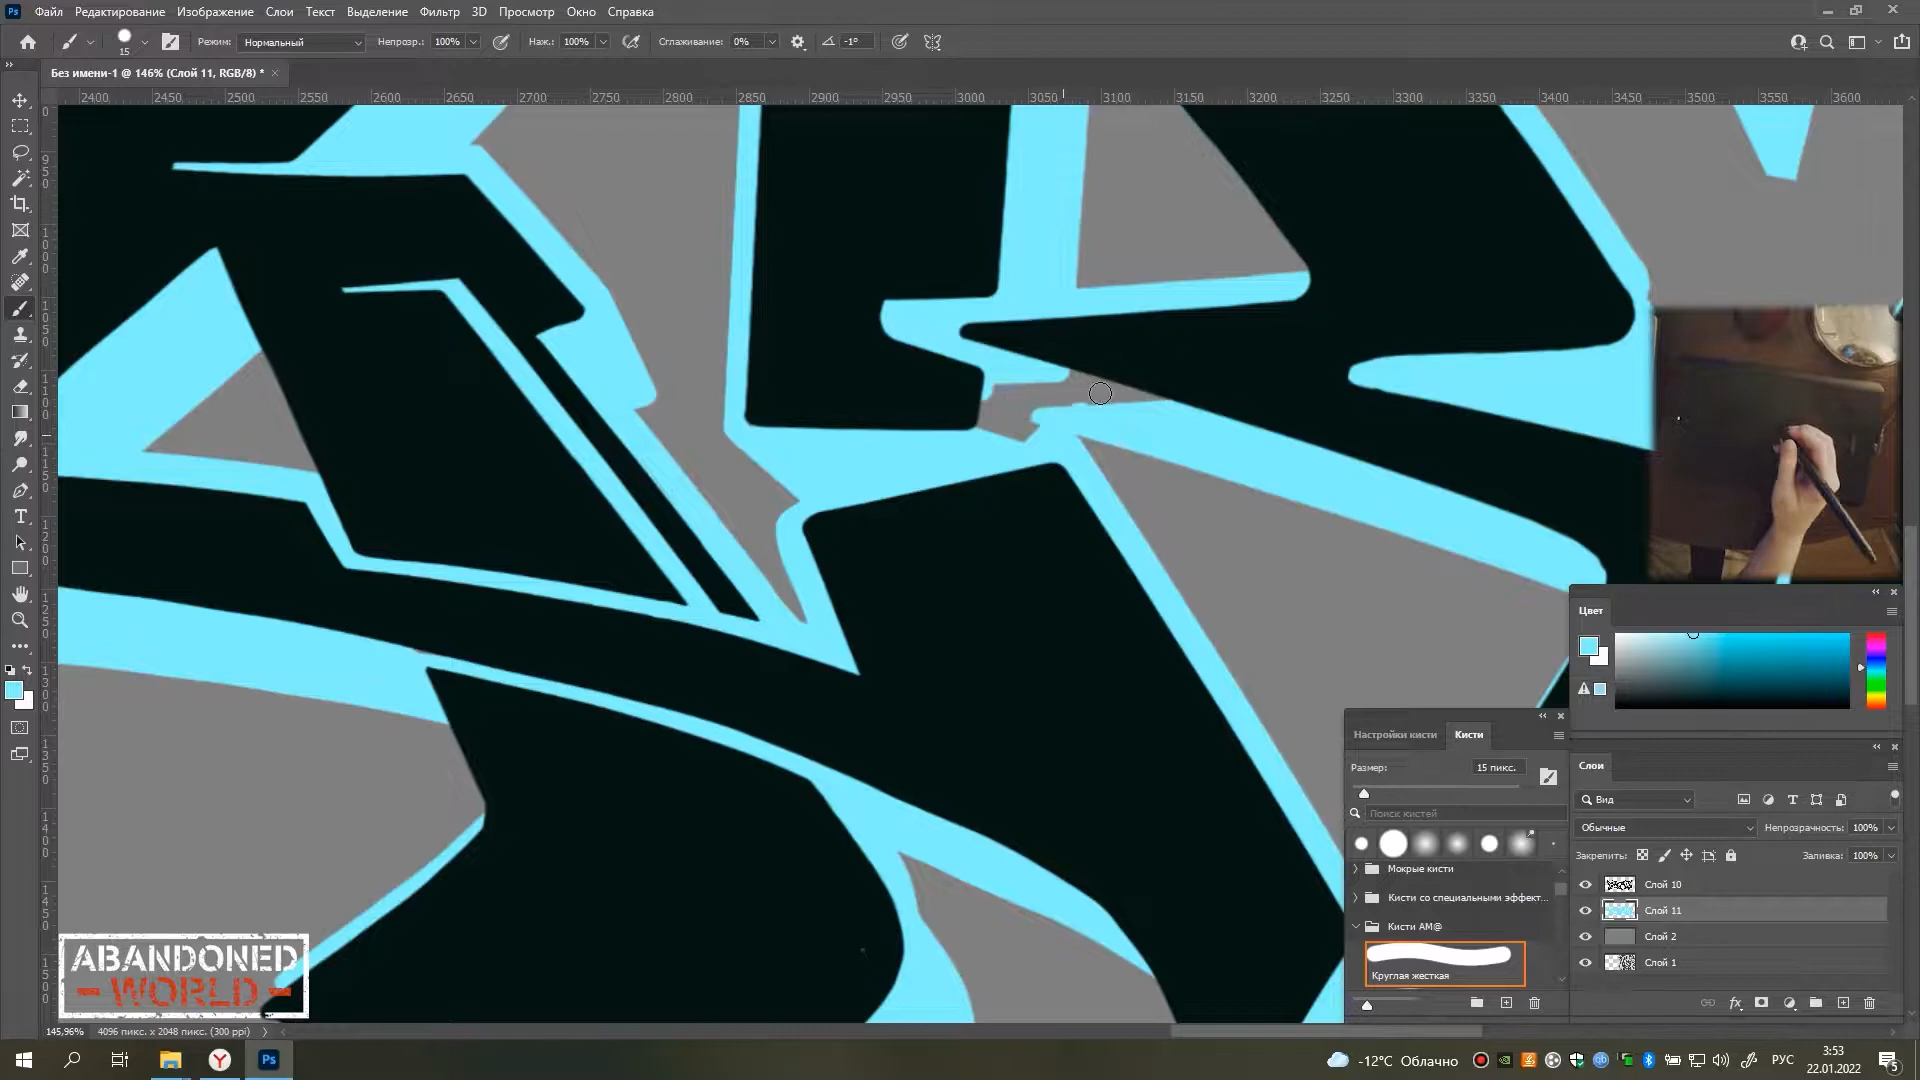 Ps Файл Редактирование Изображение Слои Текст Выделение Фильтр 3D Просмотр Окно Справка
15 Режим: Нормальный Непрозр.: 100% Наж.: 100% Сглаживание: 0% -1°
Без имени-1 @ 146% (Слой 11, RGB/8) * ×
2400 2450 2500 2550 2600 2650 2700 2750 2800 2850 2900 2950 3000 3050 3100 3150 3200 3250 3300 3350 3400 3450 3500 3550 3600
Цвет
Настройки кисти Кисти
Размер: 15 пикс.
Поиск кистей
Мокрые кисти
Кисти со специальными эффект...
Кисти AM@
Круглая жесткая
Слои
Вид
Обычные Непрозрачность: 100%
Закрепить: Заливка: 100%
Слой 10
Слой 11
Слой 2
Слой 1
ABANDONED
WORLD
145,96% 4096 пикс. x 2048 пикс. (300 ppi)
-12°C Облачно РУС 3:53
22.01.2022
5